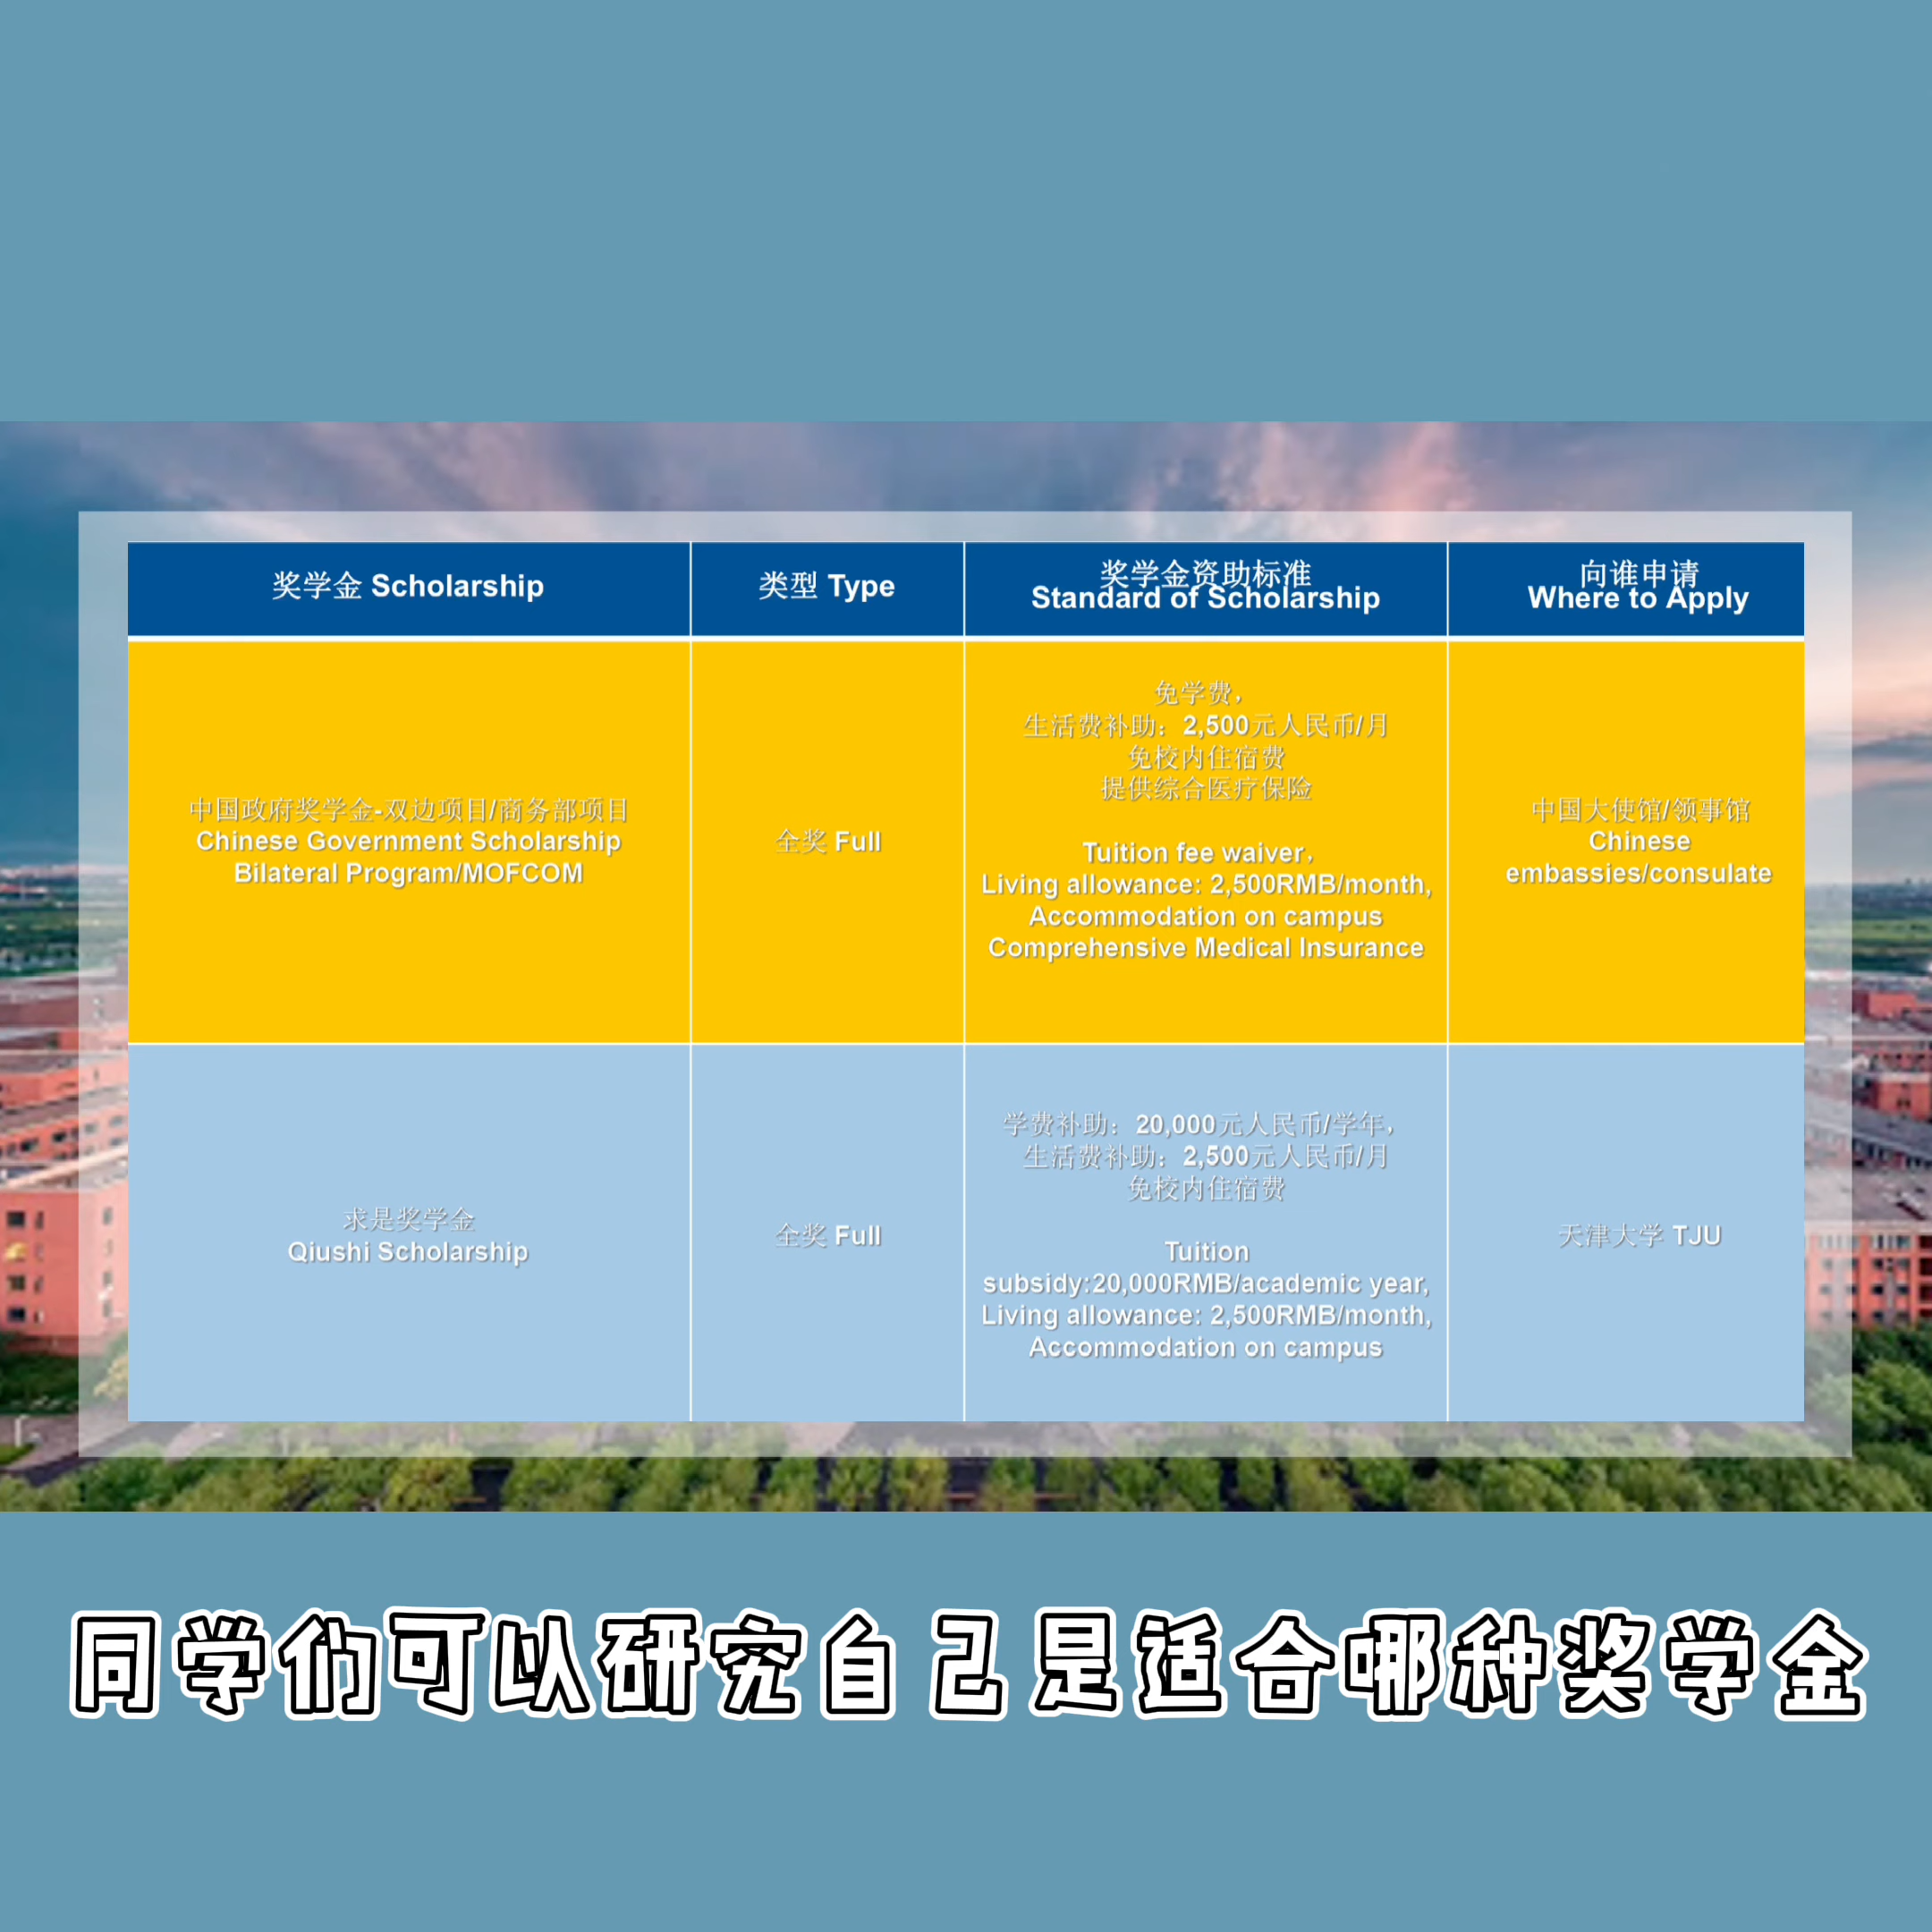 奖学金 Scholarship
类型 Type
奖学金资助标准
Standard of Scholarship
向谁申请
Where to Apply
中国政府奖学金-双边项目/商务部项目
Chinese Government Scholarship
Bilateral Program/MOFCOM
全奖 Full
免学费，
生活费补助：2,500元人民币/月
免校内住宿费
提供综合医疗保险
Tuition fee waiver，
Living allowance: 2,500RMB/month,
Accommodation on campus
Comprehensive Medical Insurance
中国大使馆/领事馆
Chinese
embassies/consulate
求是奖学金
Qiushi Scholarship
全奖 Full
学费补助：20,000元人民币/学年，
生活费补助：2,500元人民币/月
免校内住宿费
Tuition
subsidy:20,000RMB/academic year,
Living allowance: 2,500RMB/month,
Accommodation on campus
天津大学 TJU
同学们可以研究自己是适合哪种奖学金